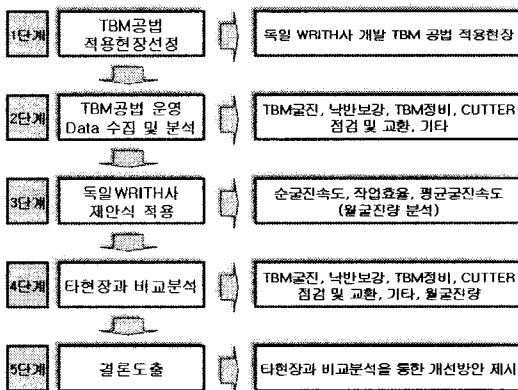 1단계
TBM공법
적용현장선정
독일 WRITH사 개발 TBM 공법 적용현장
2단계
TBM공법 운영
Data 수집 및 분석
TBM굴진, 낙반보강, TBM정비, CUTTER
점검 및 교환, 기타
3단계
독일WRITH사
제안식 적용
순굴진속도, 작업효율, 평균굴진속도
(월굴진량 분석)
4단계
타현장과 비교분석
TBM굴진, 낙반보강, TBM정비, CUTTER
점검 및 교환, 기타, 월굴진량
5단계
결론도출
타현장과 비교분석을 통한 개선방안 제시